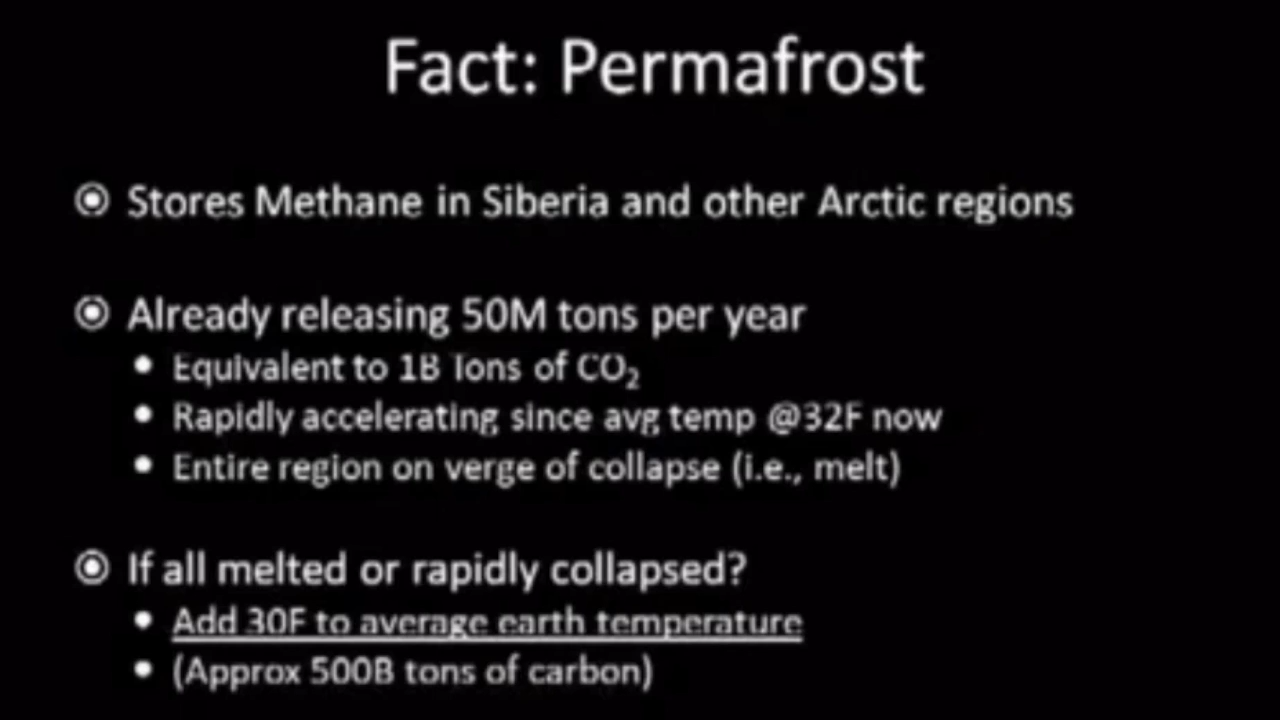 Fact: Permafrost
Stores Methane in Siberia and other Arctic regions
Already releasing 50M tons per year
Equivalent to 1B Tons of CO₂
Rapidly accelerating since avg temp @32F now
Entire region on verge of collapse (i.e., melt)
If all melted or rapidly collapsed?
Add 30F to average earth temperature
(Approx 500B tons of carbon)